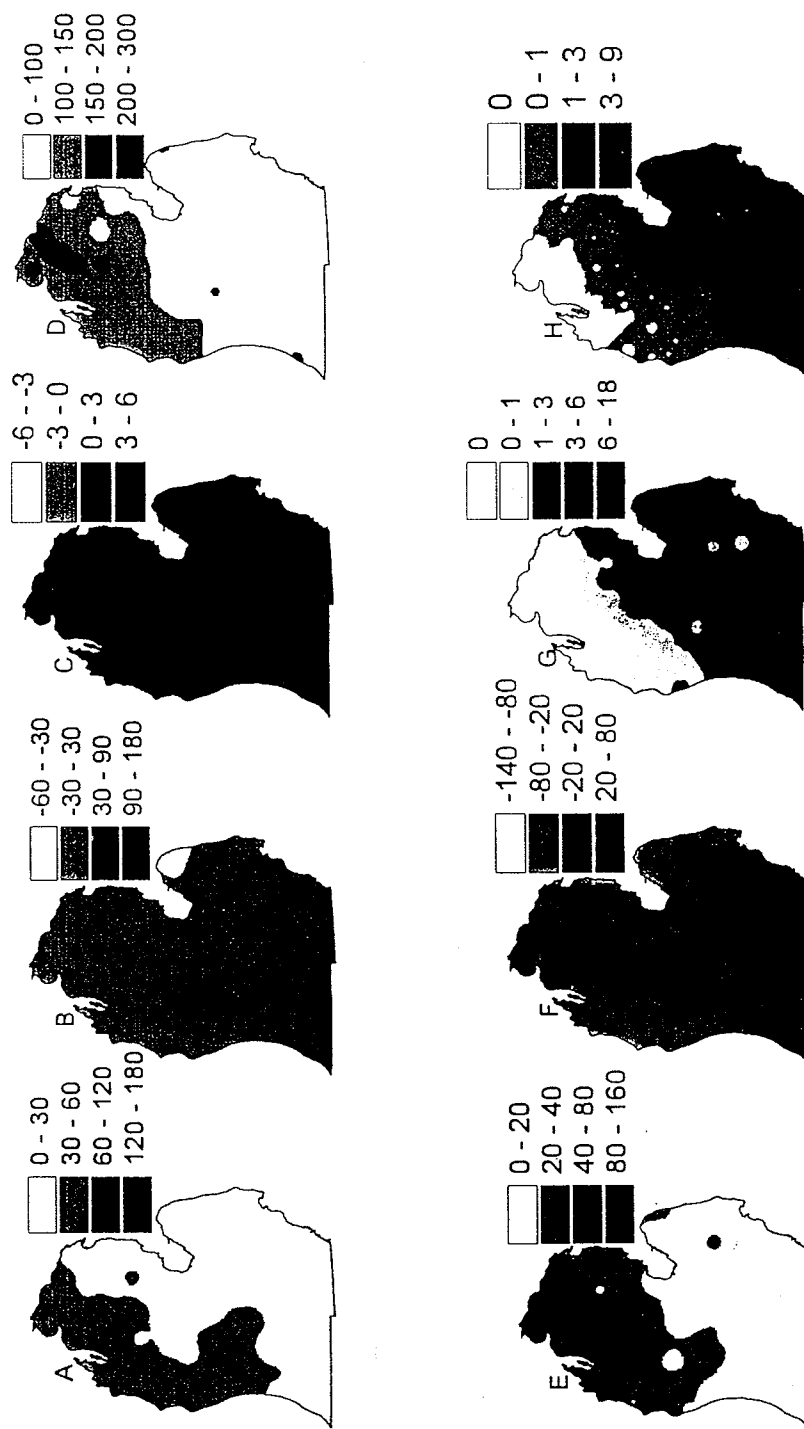 A
0 - 30
30 - 60
60 - 120
120 - 180
B
-60 - -30
-30 - 30
30 - 90
90 - 180
C
-6 - -3
-3 - 0
0 - 3
3 - 6
D
0 - 100
100 - 150
150 - 200
200 - 300
E
0 - 20
20 - 40
40 - 80
80 - 160
F
-140 - -80
-80 - -20
-20 - 20
20 - 80
G
0
0 - 1
1 - 3
3 - 6
6 - 18
H
0
0 - 1
1 - 3
3 - 9